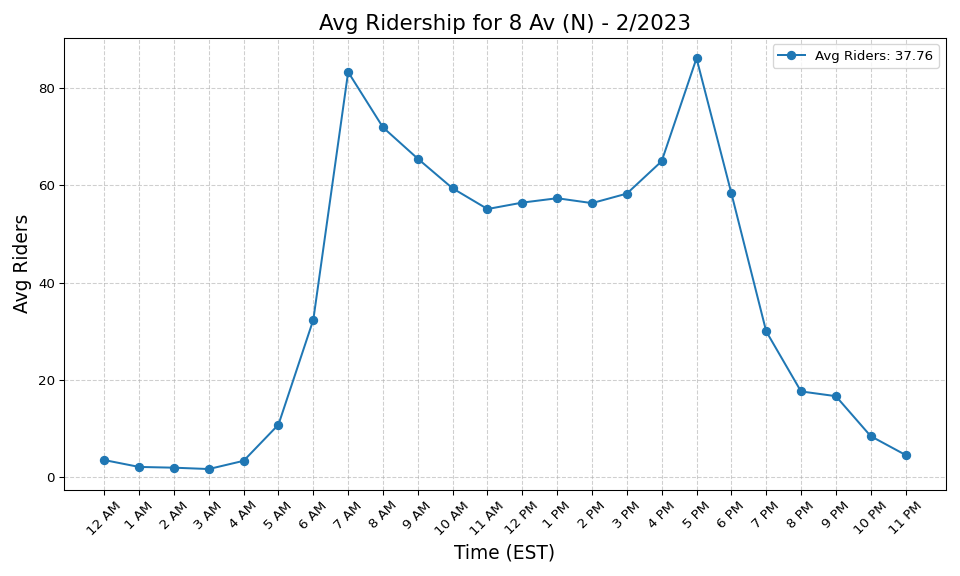 Avg Ridership for 8 Av (N) - 2/2023
Avg Riders: 37.76
Avg Riders
80
60
40
20
0
12 AM 1 AM 2 AM 3 AM 4 AM 5 AM 6 AM 7 AM 8 AM 9 AM 10 AM 11 AM 12 PM 1 PM 2 PM 3 PM 4 PM 5 PM 6 PM 7 PM 8 PM 9 PM 10 PM 11 PM
Time (EST)